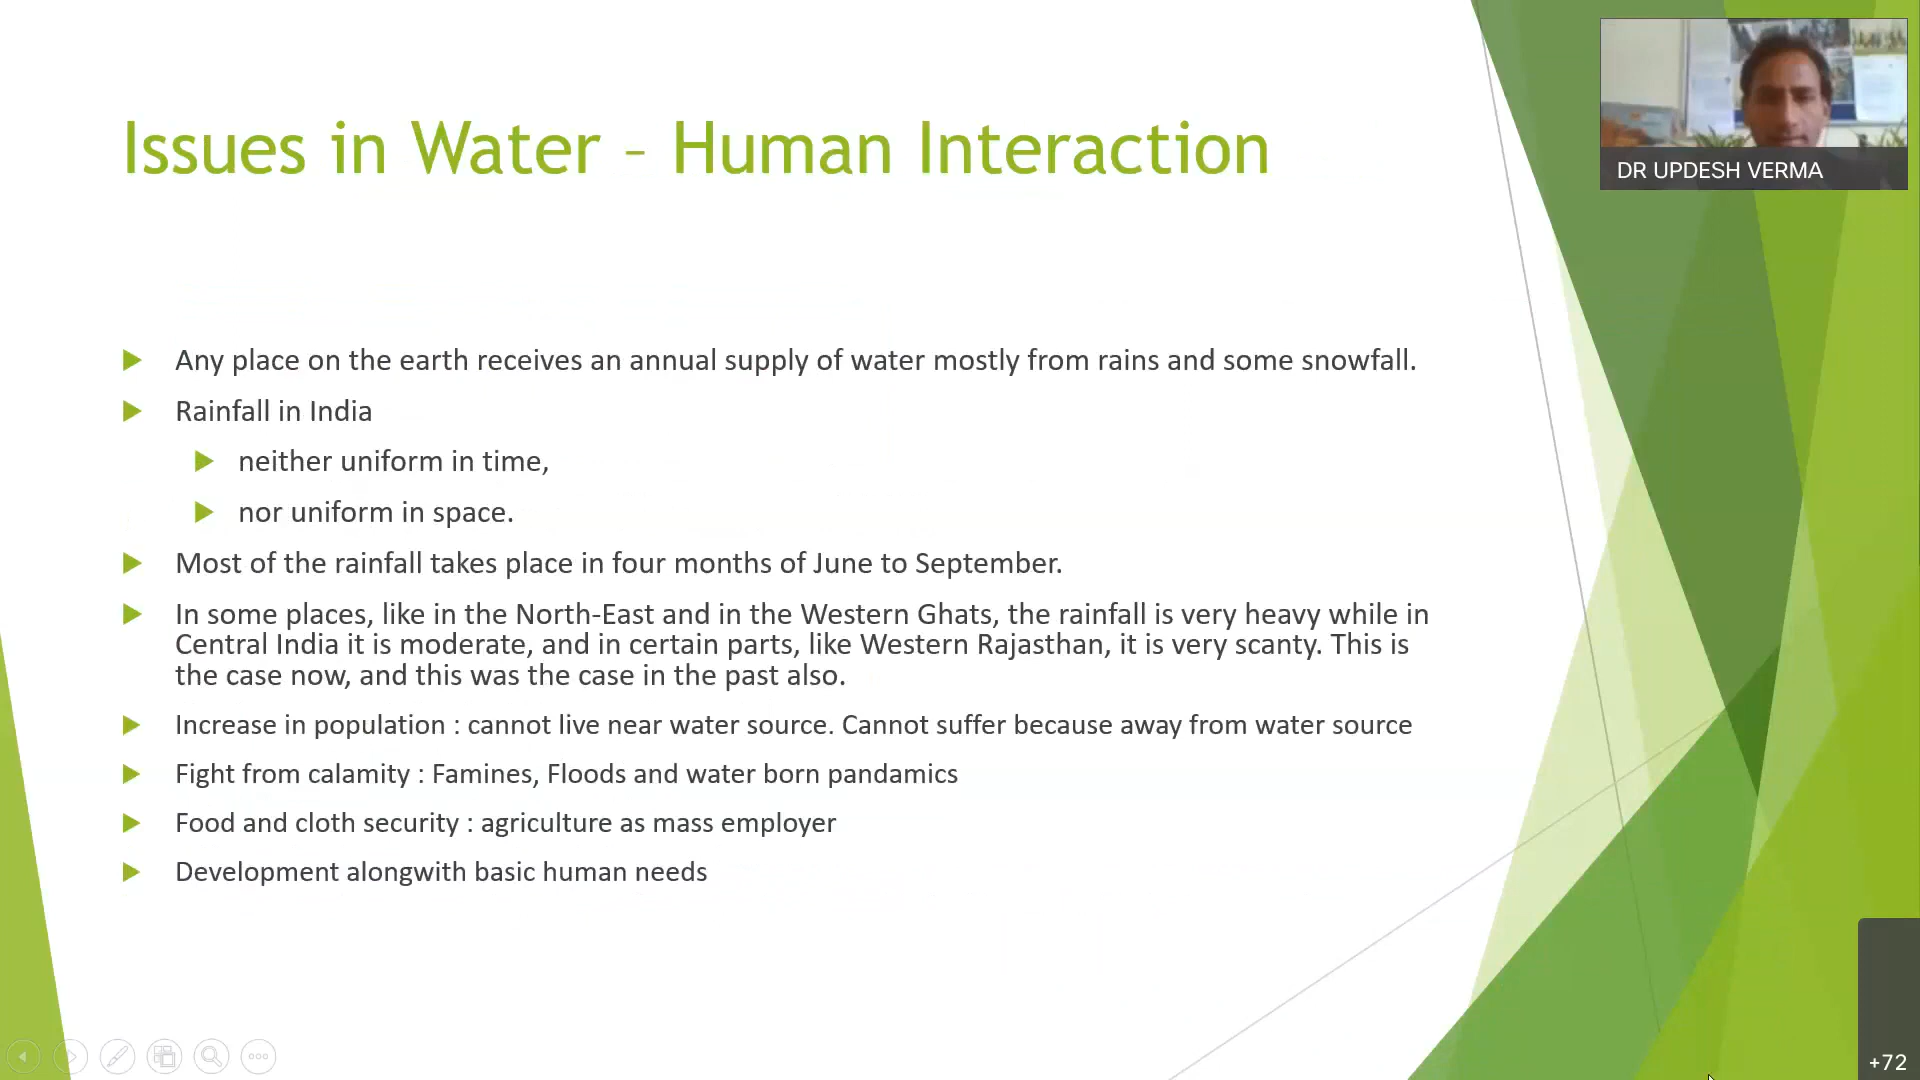 Issues in Water – Human Interaction
DR UPDESH VERMA
Any place on the earth receives an annual supply of water mostly from rains and some snowfall.
Rainfall in India
neither uniform in time,
nor uniform in space.
Most of the rainfall takes place in four months of June to September.
In some places, like in the North-East and in the Western Ghats, the rainfall is very heavy while in
Central India it is moderate, and in certain parts, like Western Rajasthan, it is very scanty. This is
the case now, and this was the case in the past also.
Increase in population : cannot live near water source. Cannot suffer because away from water source
Fight from calamity : Famines, Floods and water born pandamics
Food and cloth security : agriculture as mass employer
Development alongwith basic human needs
+72